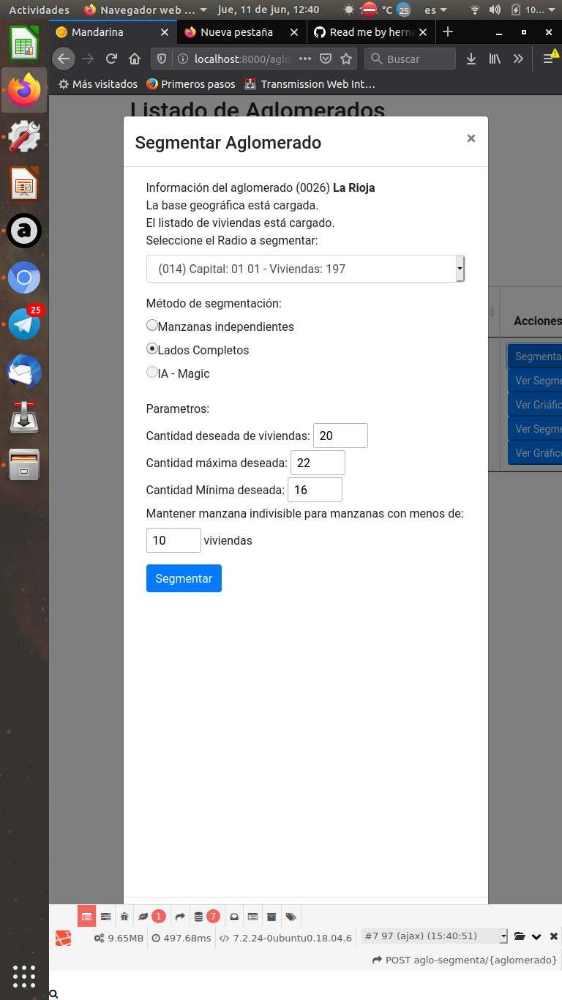 Actividades Navegador web ... jue, 11 de jun, 12:40 °C 25 es 10...
Mandarina Nueva pestaña Read me by herna
localhost:8000/aglo Buscar
Más visitados Primeros pasos Transmission Web Int…
Listado de Aglomerados
Segmentar Aglomerado ×
Información del aglomerado (0026) La Rioja
La base geográfica está cargada.
El listado de viviendas está cargado.
Seleccione el Radio a segmentar:
(014) Capital: 01 01 - Viviendas: 197
Método de segmentación:
Manzanas independientes
Lados Completos
IA - Magic
Parametros:
Cantidad deseada de viviendas: 20
Cantidad máxima deseada: 22
Cantidad Mínima deseada: 16
Mantener manzana indivisible para manzanas con menos de:
10 viviendas
Segmentar
Acciones
Segmenta
Ver Segme
Ver Griáfic
Ver Segme
Ver Gráfic
a
25
1 7
9.65MB 497.68ms 7.2.24-0ubuntu0.18.04.6 #7 97 (ajax) (15:40:51)
POST aglo-segmenta/{aglomerado}